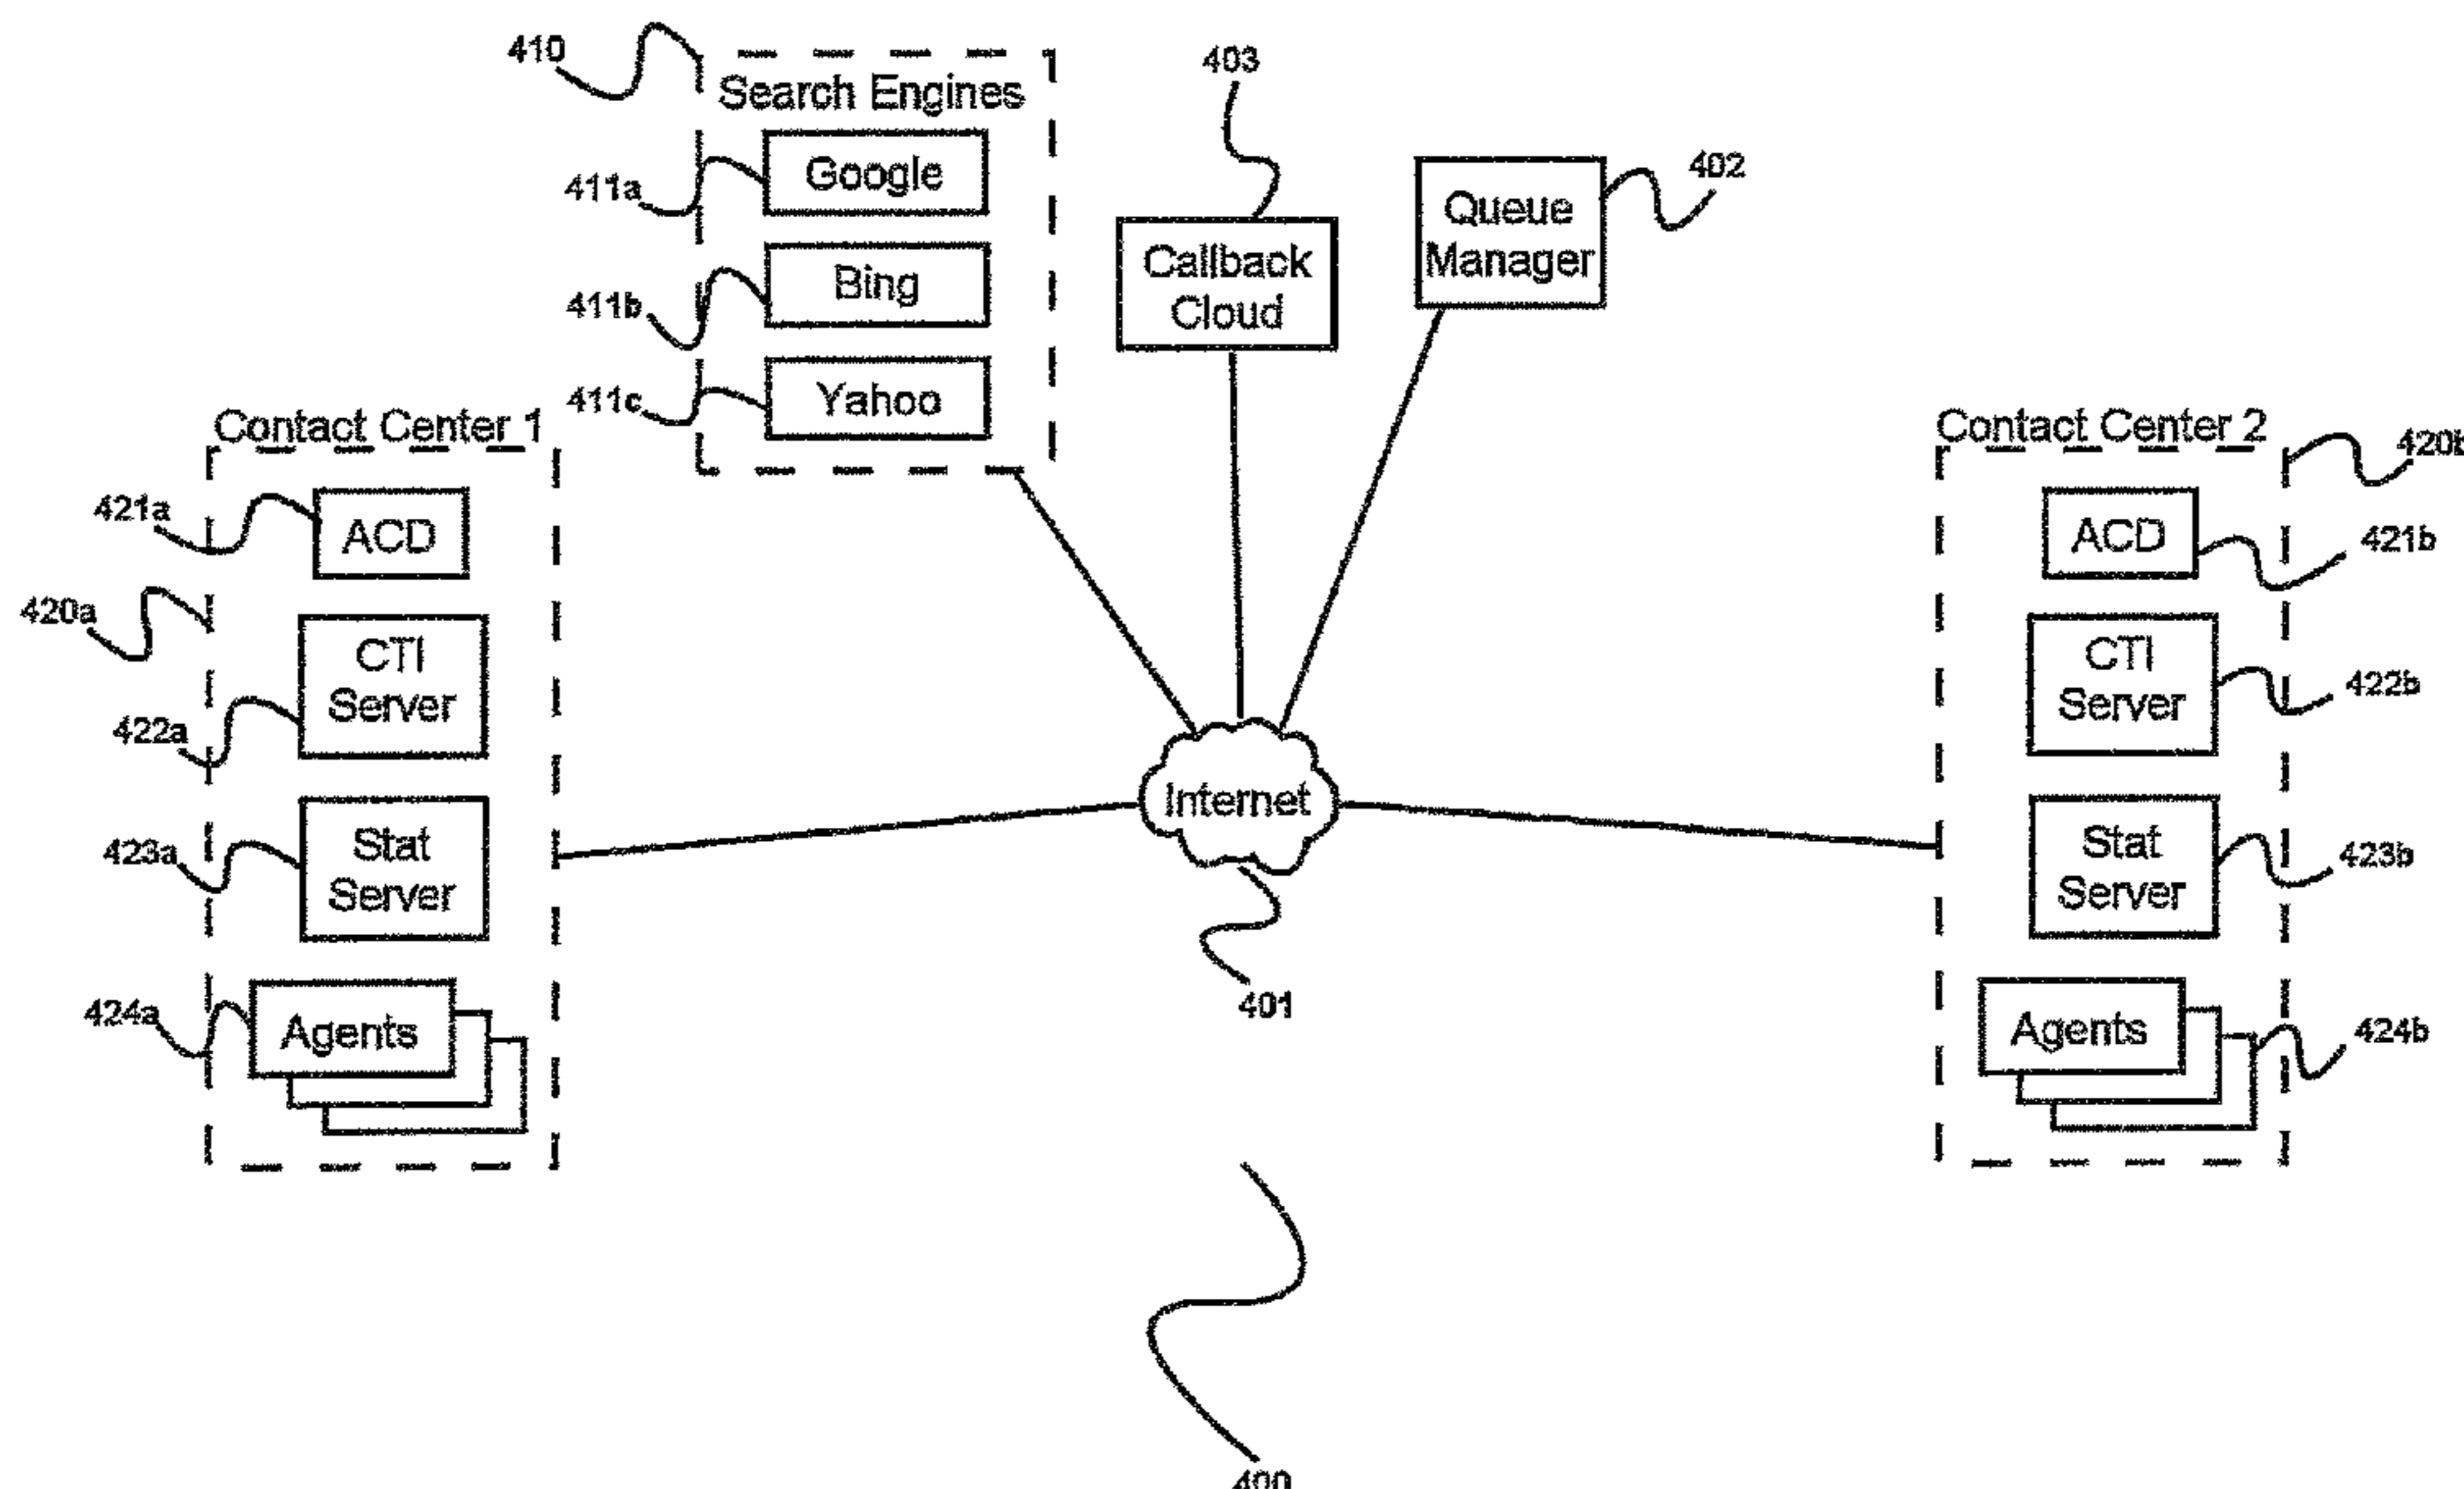 410
Search Engines
403
402
411a
Google
Queue
Manager
Callback
Cloud
411b
Bing
411c
Yahoo
Contact Center 1
421a
ACD
420a
CTI
Server
422a
423a
Stat
Server
424a
Agents
Internet
401
Contact Center 2
420b
ACD
421b
CTI
Server
422b
Stat
Server
423b
Agents
424b
400